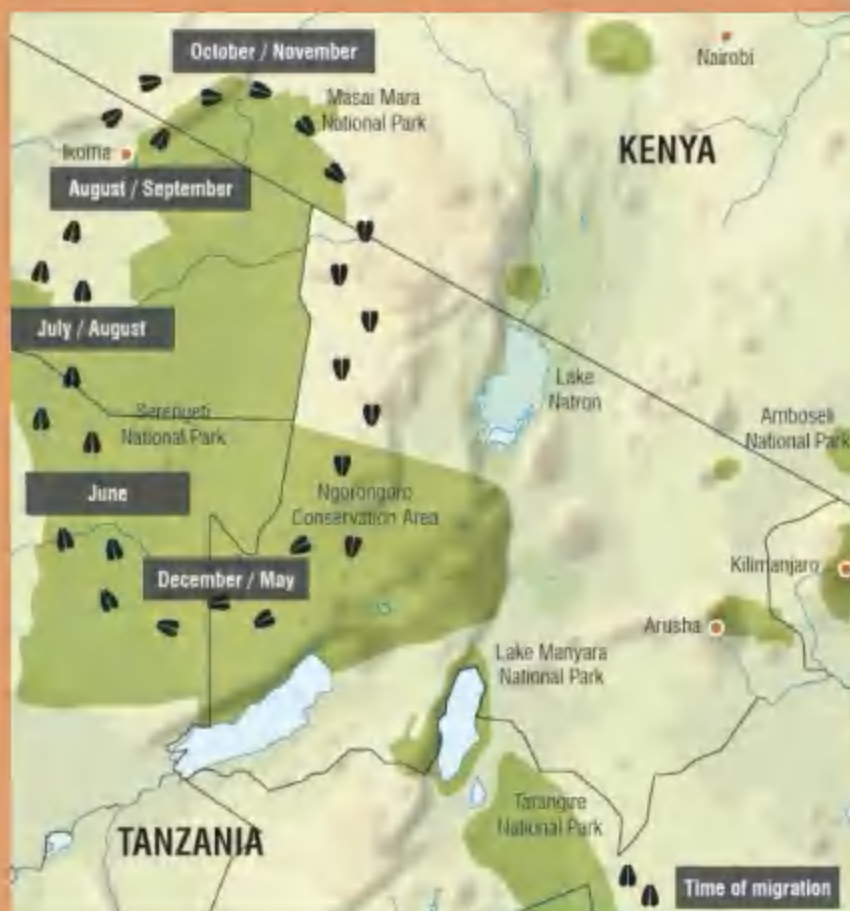 October / November
Nairobi
Masai Mara
National Park
KENYA
Ikoma
August / September
July / August
Lake
Natron
Serengeti
National Park
Amboseli
National Park
June
Ngorongoro
Conservation Area
December / May
Kilimanjaro
Arusha
Lake Manyara
National Park
Tarangire
National Park
TANZANIA
Time of migration